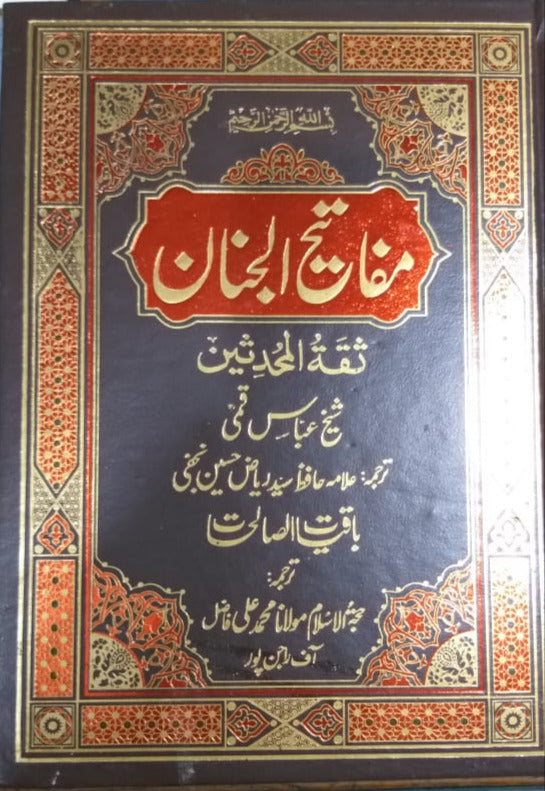 بسم اللہ الرحمن الرحیم
مفاتیح الجنان
ثقۃ المحدثین
شیخ عباس قمی
ترجمہ: علامہ حافظ سید ریاض حسین نجفی
باقیات الصالحات
ترجمہ:
حجۃ الاسلام مولانا محمد علی فاضل
آف راجن پور